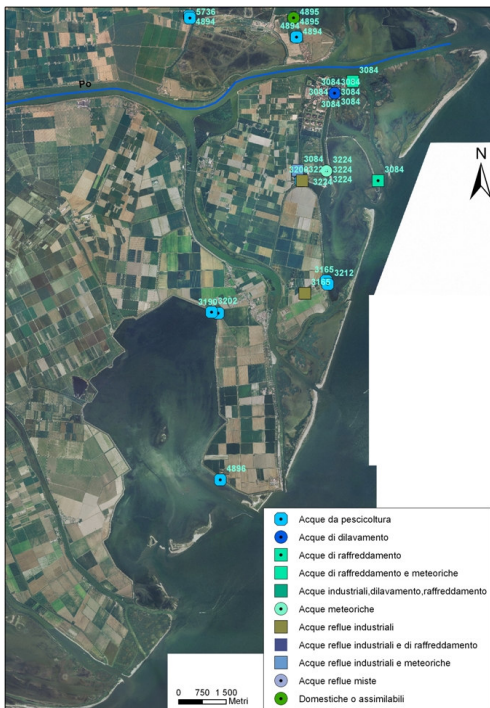 5736
4894
4895
4895
4894
4894
Po
3084
3084 3084
3084 3084
3084 3084
3084
3224
3224
3224
3224
3084
3165
3212
3165
3190
3202
4896
N
Acque da pescicoltura
Acque di dilavamento
Acque di raffreddamento
Acque di raffreddamento e meteoriche
Acque industriali,dilavamento,raffreddamento
Acque meteoriche
Acque reflue industriali
Acque reflue industriali e di raffreddamento
Acque reflue industriali e meteoriche
Acque reflue miste
Domestiche o assimilabili
0 750 1 500
Metri